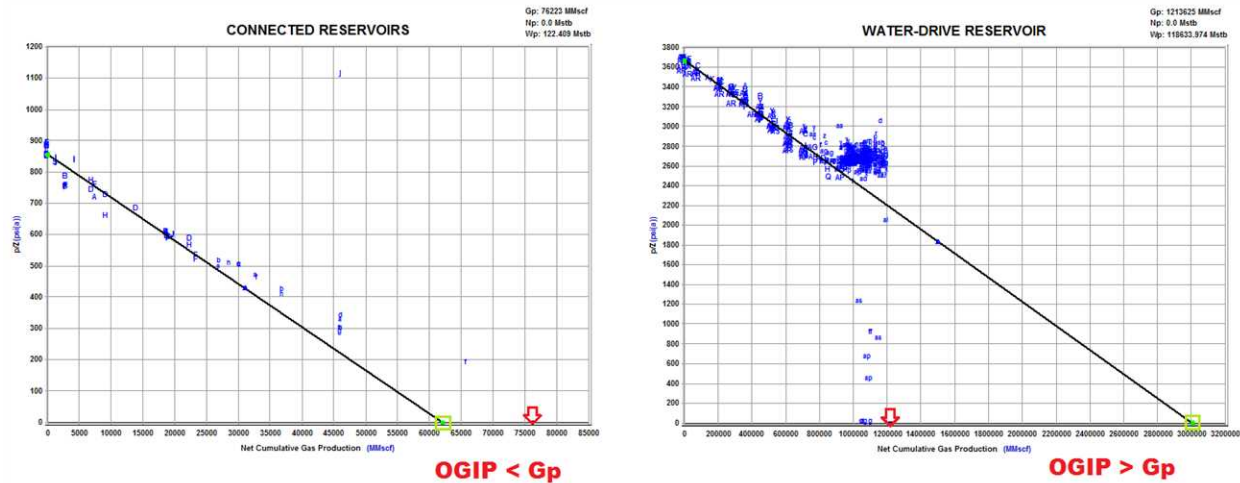 Gp: 76223 MMscf
Np: 0.0 Mstb
Wp: 122.409 Mstb
CONNECTED RESERVOIRS
1200
1100
1000
900
800
700
600
500
400
300
200
100
0
p/Z(psi(a))
0 5000 10000 15000 20000 25000 30000 35000 40000 45000 50000 55000 60000 65000 70000 75000 80000 85000
Net Cumulative Gas Production (MMscf)
OGIP < Gp
Gp: 1213625 MMscf
Np: 0.0 Mstb
Wp: 118633.974 Mstb
WATER-DRIVE RESERVOIR
3800
3600
3400
3200
3000
2800
2600
2400
2200
2000
1800
1600
1400
1200
1000
800
600
400
200
0
p/Z(psi(a))
0 200000 400000 600000 800000 1000000 1200000 1400000 1600000 1800000 2000000 2200000 2400000 2600000 2800000 3000000 3200000
Net Cumulative Gas Production (MMscf)
OGIP > Gp